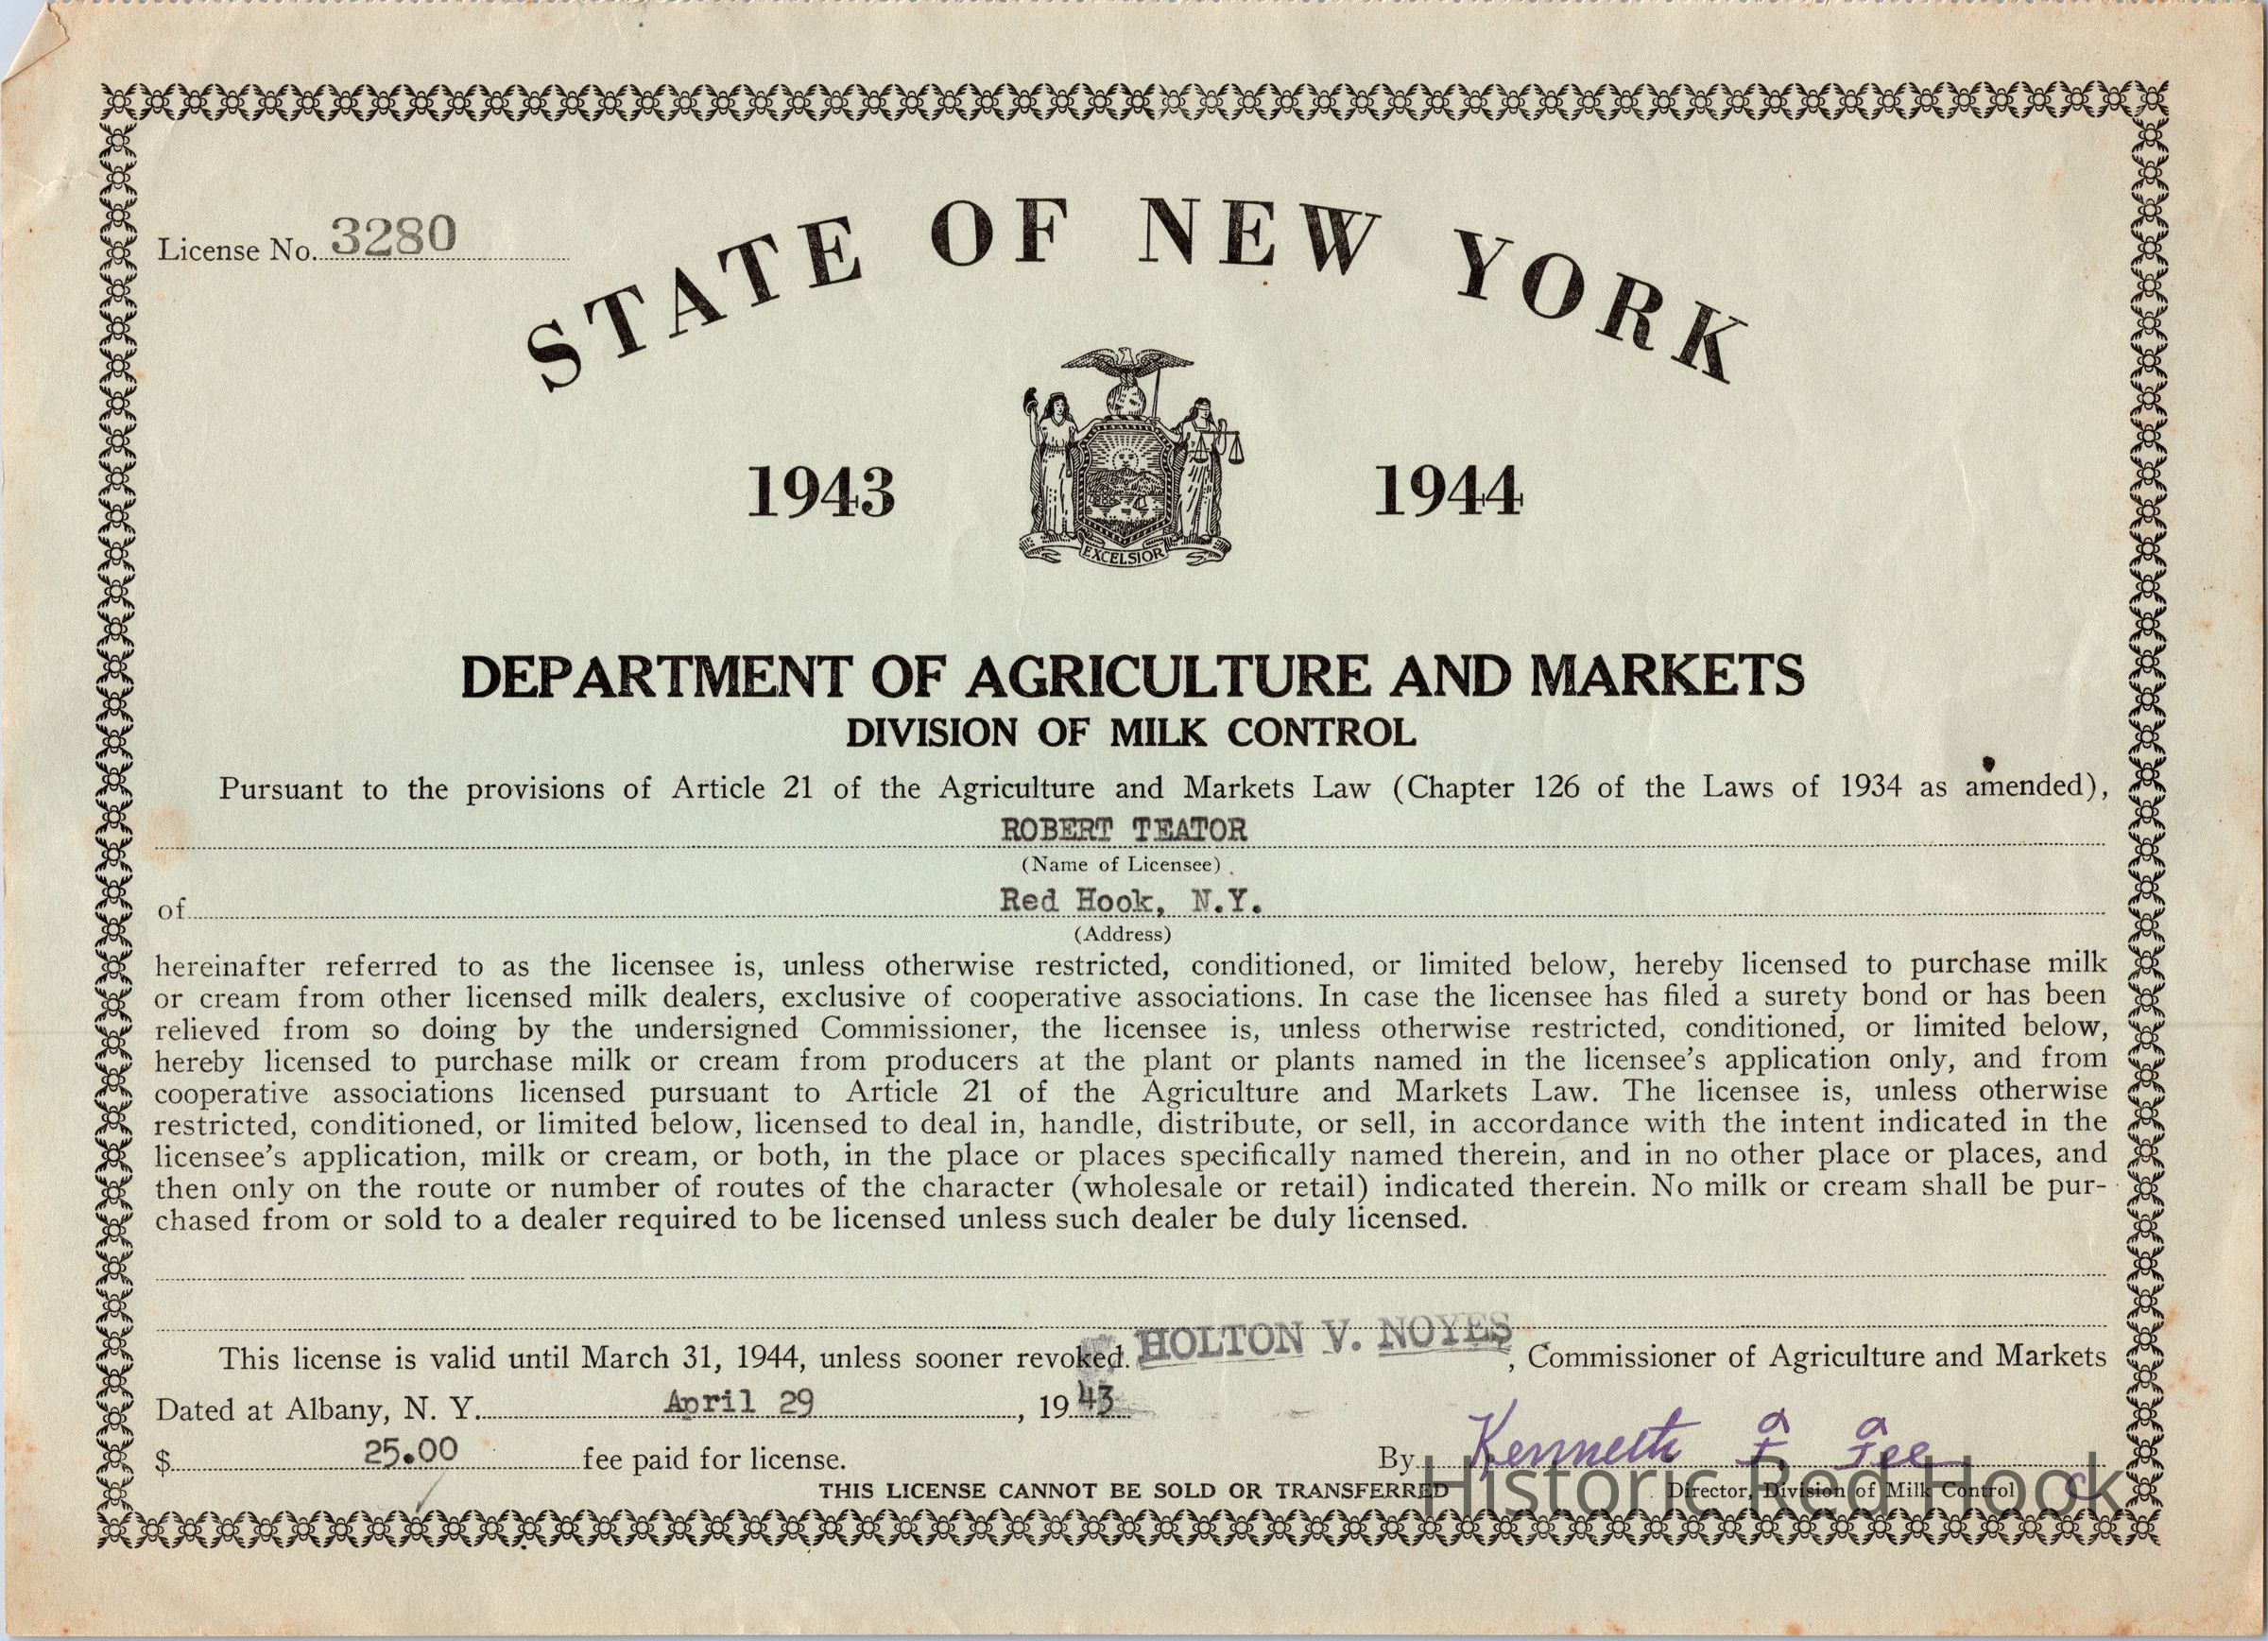 License No. 3280
STATE OF NEW YORK
1943 1944
EXCELSIOR
DEPARTMENT OF AGRICULTURE AND MARKETS
DIVISION OF MILK CONTROL
Pursuant to the provisions of Article 21 of the Agriculture and Markets Law (Chapter 126 of the Laws of 1934 as amended),
ROBERT TEATOR
(Name of Licensee)
of Red Hook, N.Y.
(Address)
hereinafter referred to as the licensee is, unless otherwise restricted, conditioned, or limited below, hereby licensed to purchase milk
or cream from other licensed milk dealers, exclusive of cooperative associations. In case the licensee has filed a surety bond or has been
relieved from so doing by the undersigned Commissioner, the licensee is, unless otherwise restricted, conditioned, or limited below,
hereby licensed to purchase milk or cream from producers at the plant or plants named in the licensee's application only, and from
cooperative associations licensed pursuant to Article 21 of the Agriculture and Markets Law. The licensee is, unless otherwise
restricted, conditioned, or limited below, licensed to deal in, handle, distribute, or sell, in accordance with the intent indicated in the
licensee's application, milk or cream, or both, in the place or places specifically named therein, and in no other place or places, and
then only on the route or number of routes of the character (wholesale or retail) indicated therein. No milk or cream shall be pur-
chased from or sold to a dealer required to be licensed unless such dealer be duly licensed.
This license is valid until March 31, 1944, unless sooner revoked. HOLTON V. NOYES, Commissioner of Agriculture and Markets
Dated at Albany, N. Y. April 29, 1943
$ 25.00 fee paid for license. By Kenneth F. Fee
THIS LICENSE CANNOT BE SOLD OR TRANSFERRED Director, Division of Milk Control
Historic Red Hook